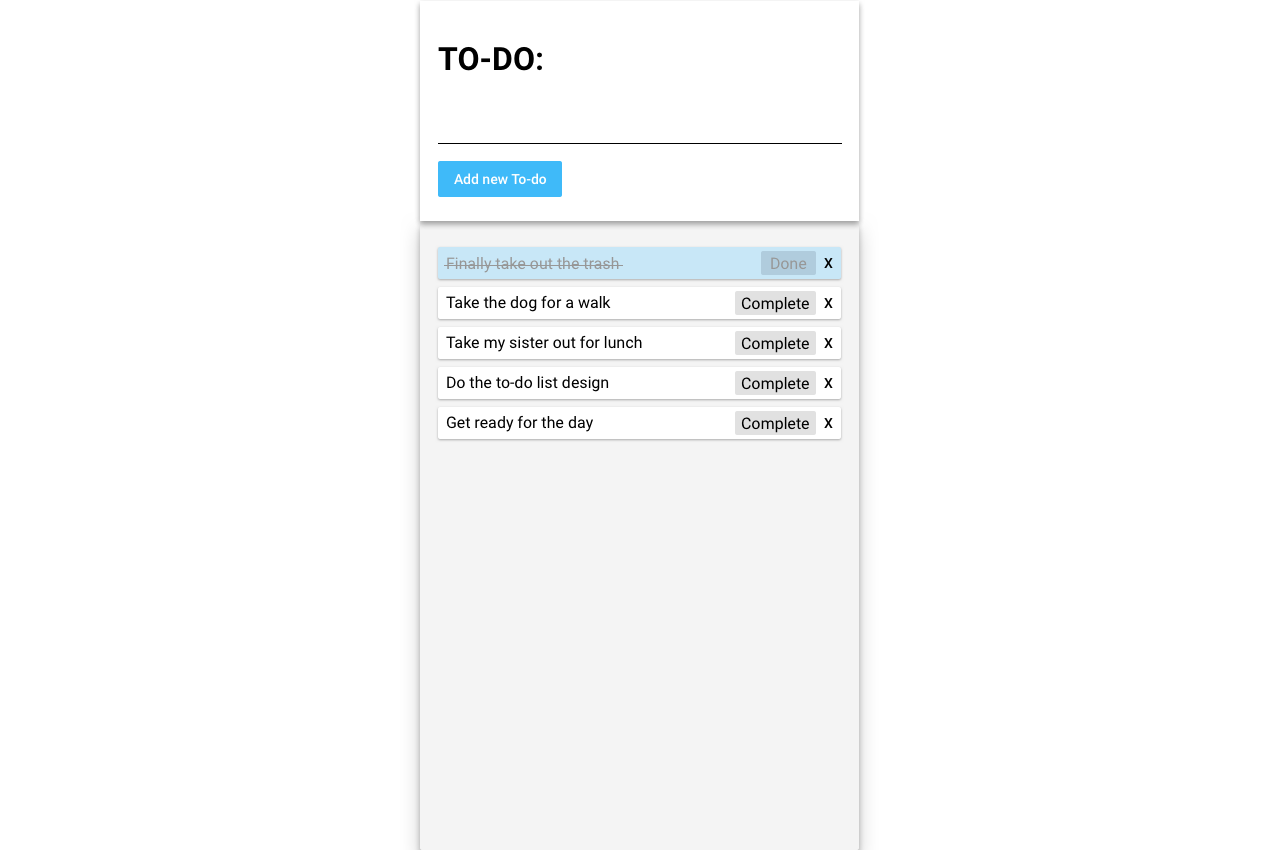 TO-DO:
Add new To-do
Finally take out the trash Done X
Take the dog for a walk Complete X
Take my sister out for lunch Complete X
Do the to-do list design Complete X
Get ready for the day Complete X